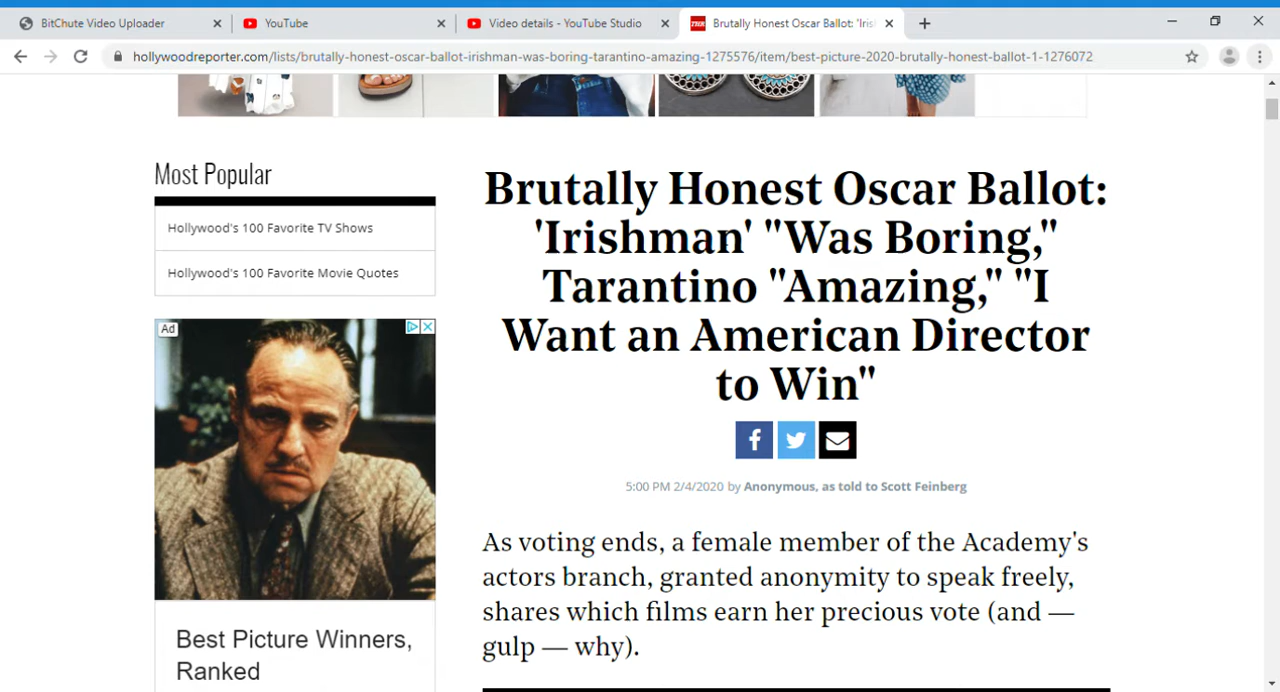 BitChute Video Uploader
YouTube
Video details - YouTube Studio
THR
Brutally Honest Oscar Ballot: 'Iris
hollywoodreporter.com/lists/brutally-honest-oscar-ballot-irishman-was-boring-tarantino-amazing-1275576/item/best-picture-2020-brutally-honest-ballot-1-1276072
Most Popular
Hollywood's 100 Favorite TV Shows
Hollywood's 100 Favorite Movie Quotes
Ad
Best Picture Winners,
Ranked
Brutally Honest Oscar Ballot:
'Irishman' "Was Boring,"
Tarantino "Amazing," "I
Want an American Director
to Win"
5:00 PM 2/4/2020 by Anonymous, as told to Scott Feinberg
As voting ends, a female member of the Academy's
actors branch, granted anonymity to speak freely,
shares which films earn her precious vote (and —
gulp — why).